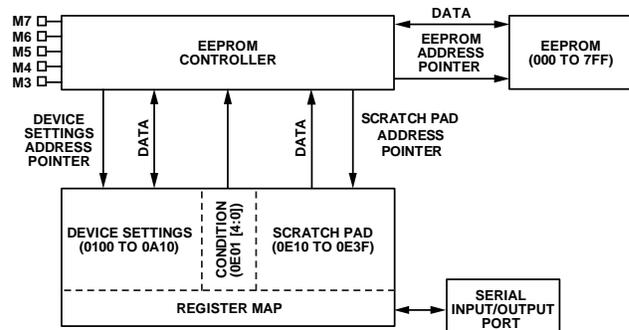 M7
M6
M5
M4
M3
EEPROM
CONTROLLER
DATA
EEPROM
ADDRESS
POINTER
EEPROM
(000 TO 7FF)
DEVICE
SETTINGS
ADDRESS
POINTER
DATA
DATA
SCRATCH PAD
ADDRESS
POINTER
DEVICE SETTINGS
(0100 TO 0A10)
CONDITION
(0E01 [4:0])
SCRATCH PAD
(0E10 TO 0E3F)
REGISTER MAP
SERIAL
INPUT/OUTPUT
PORT